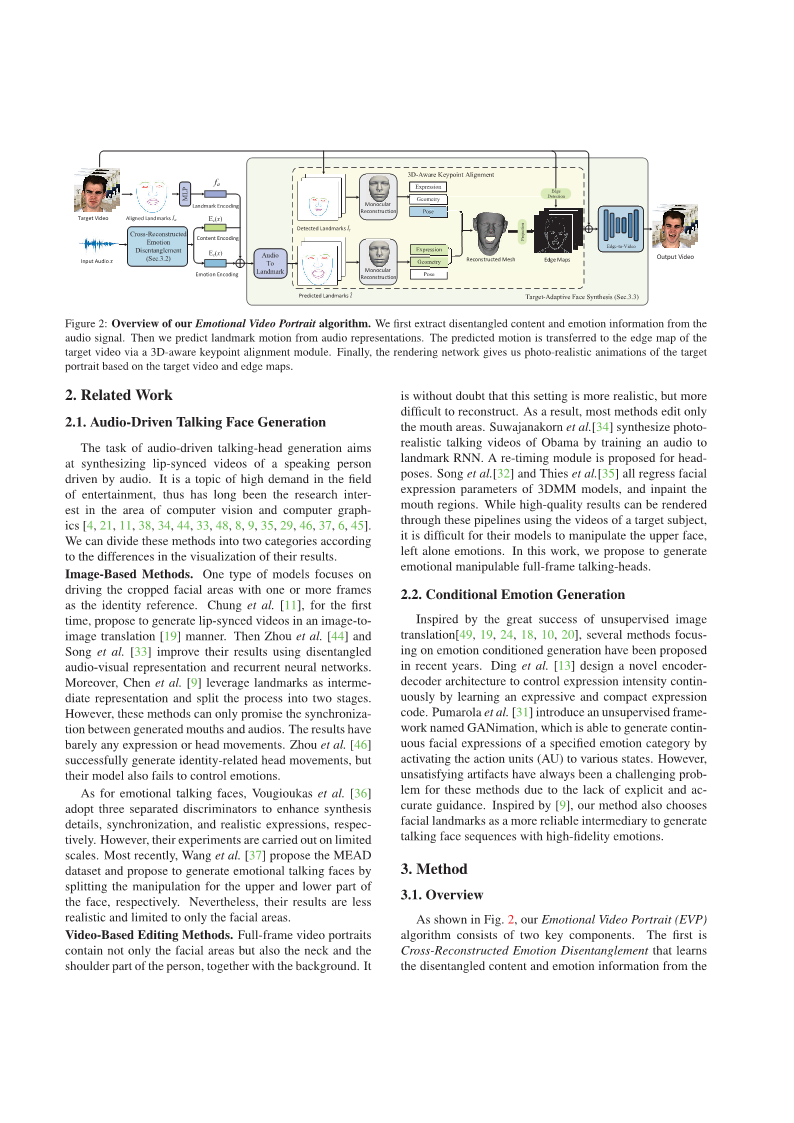 3D-Aware Keypoint Alignment
MLP
f_a
Landmark Encoding
E_c(x)
Content Encoding
E_e(x)
Emotion Encoding
Target Video
Aligned Landmarks l_a
Input Audio x
Cross-Reconstructed
Emotion
Disentanglement
(Sec.3.2)
Audio
To
Landmark
Detected Landmarks l_t
Predicted Landmarks l̂
Monocular
Reconstruction
Expression
Geometry
Pose
Monocular
Reconstruction
Expression
Geometry
Pose
Reconstructed Mesh
Edge
Detection
Edge Maps
Edge-to-Video
Output Video
Target-Adaptive Face Synthesis (Sec.3.3)
Figure 2: Overview of our Emotional Video Portrait algorithm. We first extract disentangled content and emotion information from the
audio signal. Then we predict landmark motion from audio representations. The predicted motion is transferred to the edge map of the
target video via a 3D-aware keypoint alignment module. Finally, the rendering network gives us photo-realistic animations of the target
portrait based on the target video and edge maps.
2. Related Work
2.1. Audio-Driven Talking Face Generation
The task of audio-driven talking-head generation aims
at synthesizing lip-synced videos of a speaking person
driven by audio. It is a topic of high demand in the field
of entertainment, thus has long been the research inter-
est in the area of computer vision and computer graph-
ics [4, 21, 11, 38, 34, 44, 33, 48, 8, 9, 35, 29, 46, 37, 6, 45].
We can divide these methods into two categories according
to the differences in the visualization of their results.
Image-Based Methods. One type of models focuses on
driving the cropped facial areas with one or more frames
as the identity reference. Chung et al. [11], for the first
time, propose to generate lip-synced videos in an image-to-
image translation [19] manner. Then Zhou et al. [44] and
Song et al. [33] improve their results using disentangled
audio-visual representation and recurrent neural networks.
Moreover, Chen et al. [9] leverage landmarks as interme-
diate representation and split the process into two stages.
However, these methods can only promise the synchroniza-
tion between generated mouths and audios. The results have
barely any expression or head movements. Zhou et al. [46]
successfully generate identity-related head movements, but
their model also fails to control emotions.
As for emotional talking faces, Vougioukas et al. [36]
adopt three separated discriminators to enhance synthesis
details, synchronization, and realistic expressions, respec-
tively. However, their experiments are carried out on limited
scales. Most recently, Wang et al. [37] propose the MEAD
dataset and propose to generate emotional talking faces by
splitting the manipulation for the upper and lower part of
the face, respectively. Nevertheless, their results are less
realistic and limited to only the facial areas.
Video-Based Editing Methods. Full-frame video portraits
contain not only the facial areas but also the neck and the
shoulder part of the person, together with the background. It
is without doubt that this setting is more realistic, but more
difficult to reconstruct. As a result, most methods edit only
the mouth areas. Suwajanakorn et al.[34] synthesize photo-
realistic talking videos of Obama by training an audio to
landmark RNN. A re-timing module is proposed for head-
poses. Song et al.[32] and Thies et al.[35] all regress facial
expression parameters of 3DMM models, and inpaint the
mouth regions. While high-quality results can be rendered
through these pipelines using the videos of a target subject,
it is difficult for their models to manipulate the upper face,
left alone emotions. In this work, we propose to generate
emotional manipulable full-frame talking-heads.
2.2. Conditional Emotion Generation
Inspired by the great success of unsupervised image
translation[49, 19, 24, 18, 10, 20], several methods focus-
ing on emotion conditioned generation have been proposed
in recent years. Ding et al. [13] design a novel encoder-
decoder architecture to control expression intensity contin-
uously by learning an expressive and compact expression
code. Pumarola et al. [31] introduce an unsupervised frame-
work named GANimation, which is able to generate contin-
uous facial expressions of a specified emotion category by
activating the action units (AU) to various states. However,
unsatisfying artifacts have always been a challenging prob-
lem for these methods due to the lack of explicit and ac-
curate guidance. Inspired by [9], our method also chooses
facial landmarks as a more reliable intermediary to generate
talking face sequences with high-fidelity emotions.
3. Method
3.1. Overview
As shown in Fig. 2, our Emotional Video Portrait (EVP)
algorithm consists of two key components. The first is
Cross-Reconstructed Emotion Disentanglement that learns
the disentangled content and emotion information from the